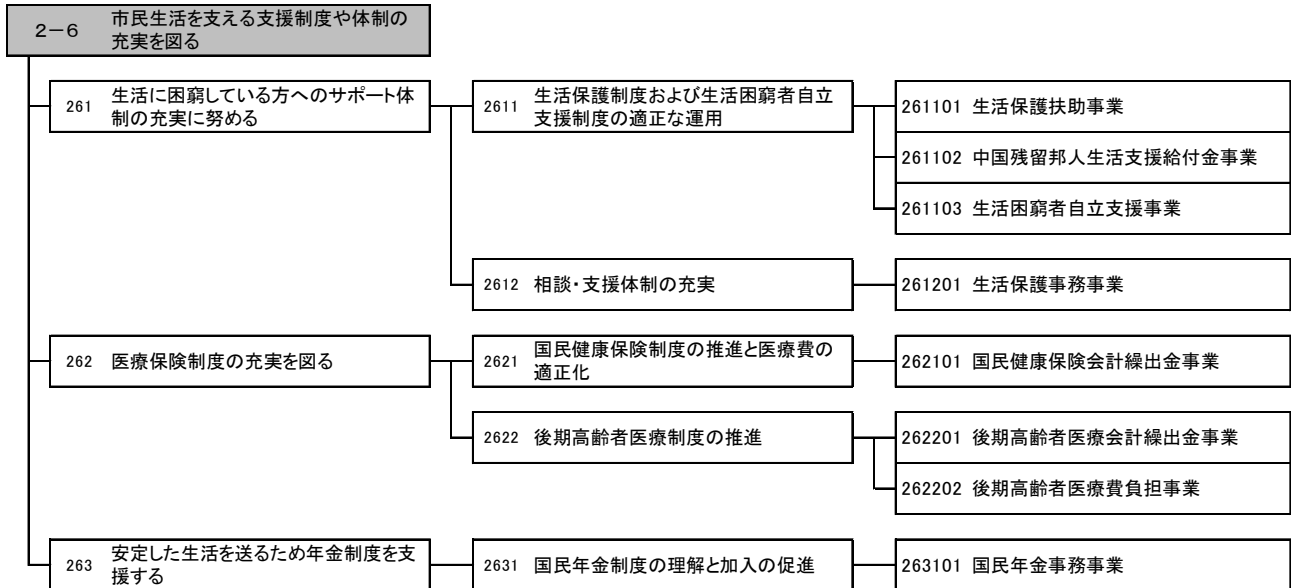 2-6 市民生活を支える支援制度や体制の
充実を図る
261 生活に困窮している方へのサポート体
制の充実に努める
2611 生活保護制度および生活困窮者自立
支援制度の適正な運用
261101 生活保護扶助事業
261102 中国残留邦人生活支援給付金事業
261103 生活困窮者自立支援事業
2612 相談・支援体制の充実
261201 生活保護事務事業
262 医療保険制度の充実を図る
2621 国民健康保険制度の推進と医療費の
適正化
262101 国民健康保険会計繰出金事業
2622 後期高齢者医療制度の推進
262201 後期高齢者医療会計繰出金事業
262202 後期高齢者医療費負担事業
263 安定した生活を送るため年金制度を支
援する
2631 国民年金制度の理解と加入の促進
263101 国民年金事務事業